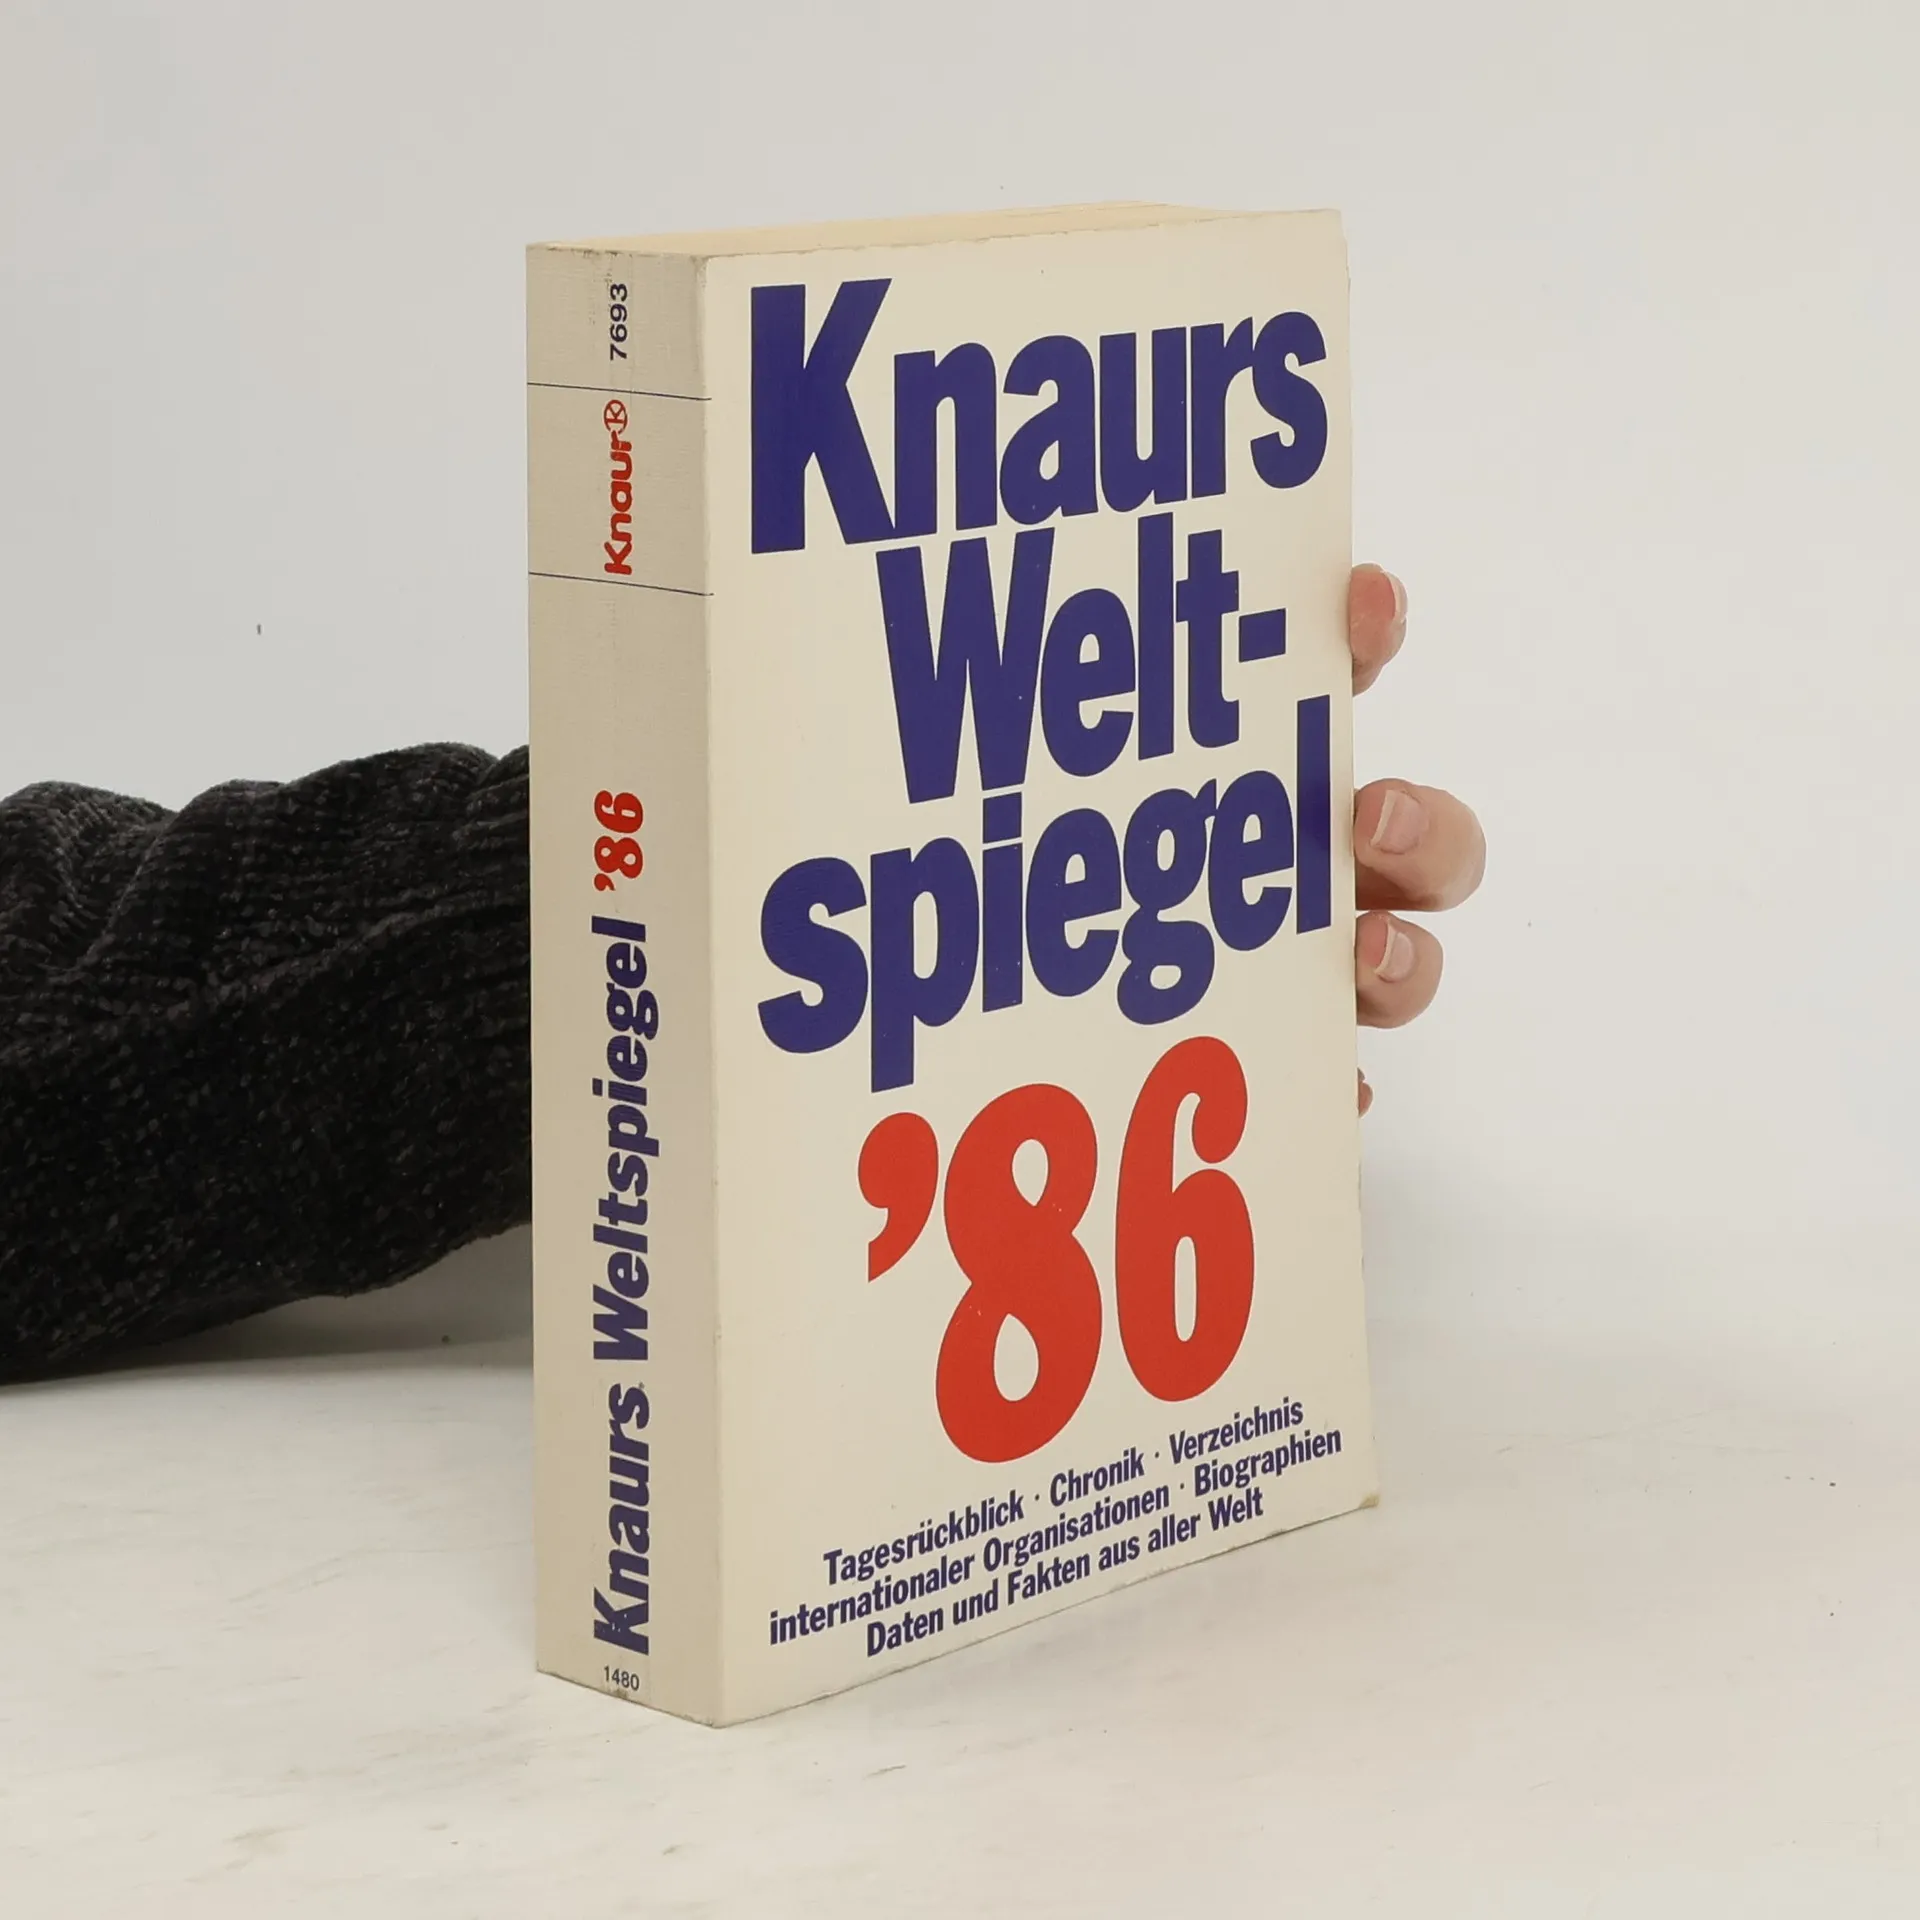 7693
Knaur
Knaurs Weltspiegel '86
1480
Knaurs
Welt-
spiegel
'86
Tagesrückblick · Chronik · Verzeichnis
internationaler Organisationen · Biographien
Daten und Fakten aus aller Welt